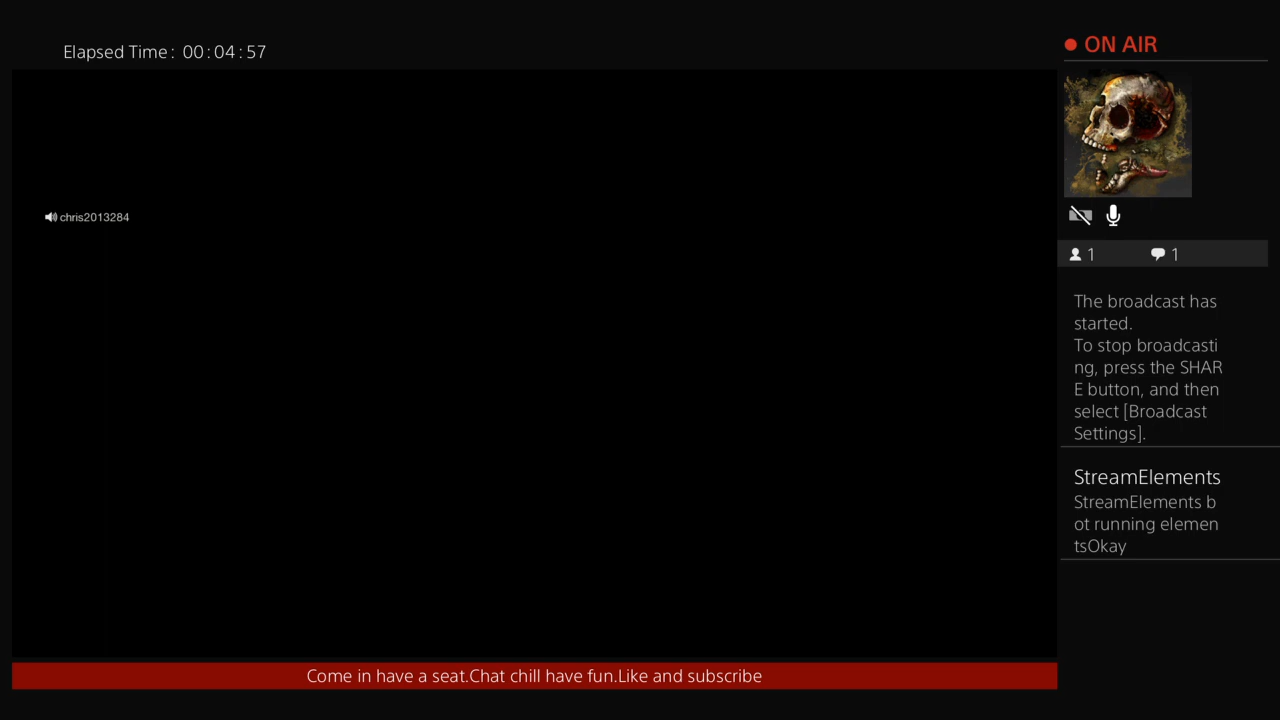 Elapsed Time: 00:04:57
ON AIR
chris2013284
1
1
The broadcast has
started.
To stop broadcasti
ng, press the SHAR
E button, and then
select [Broadcast
Settings].
StreamElements
StreamElements b
ot running elemen
tsOkay
Come in have a seat.Chat chill have fun.Like and subscribe